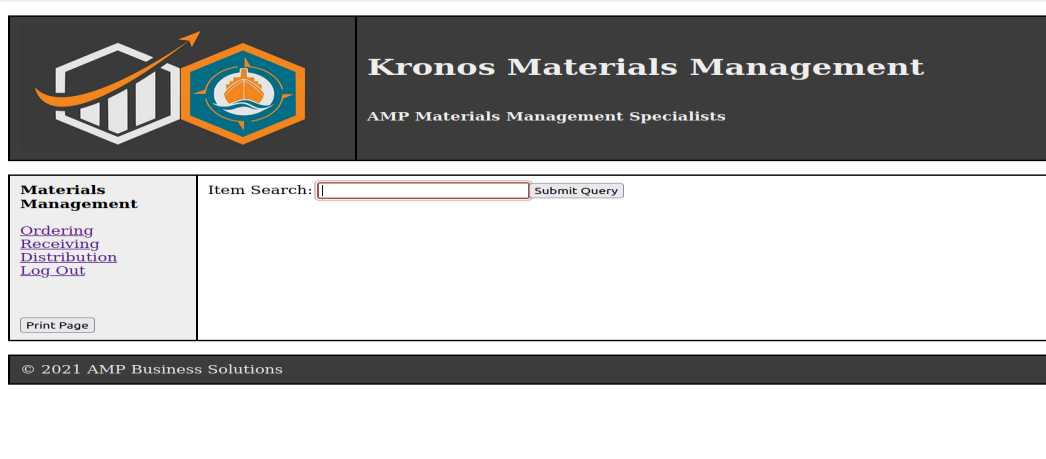 Kronos Materials Management
AMP Materials Management Specialists
Materials
Management
Ordering
Receiving
Distribution
Log Out
Print Page
Item Search:
Submit Query
© 2021 AMP Business Solutions